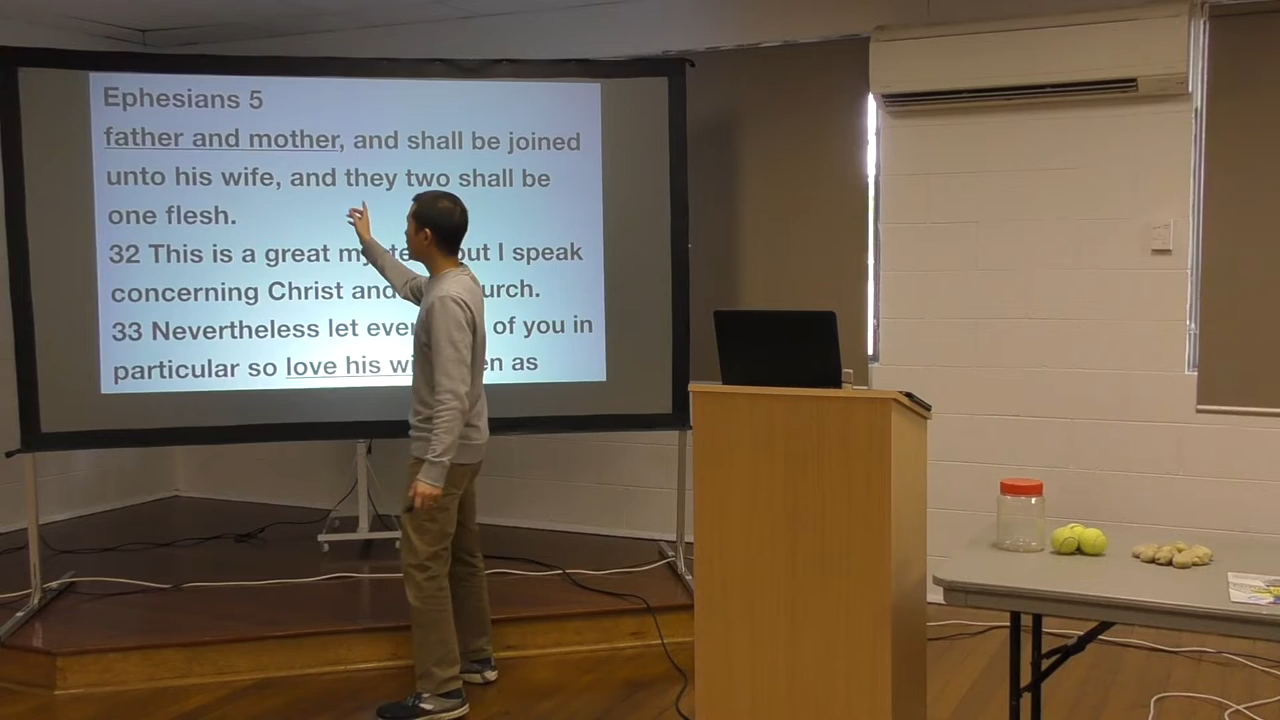 Ephesians 5
father and mother, and shall be joined
unto his wife, and they two shall be
one flesh.
32 This is a great but I speak
concerning Christ and
33 Nevertheless let of you in
particular so love his as